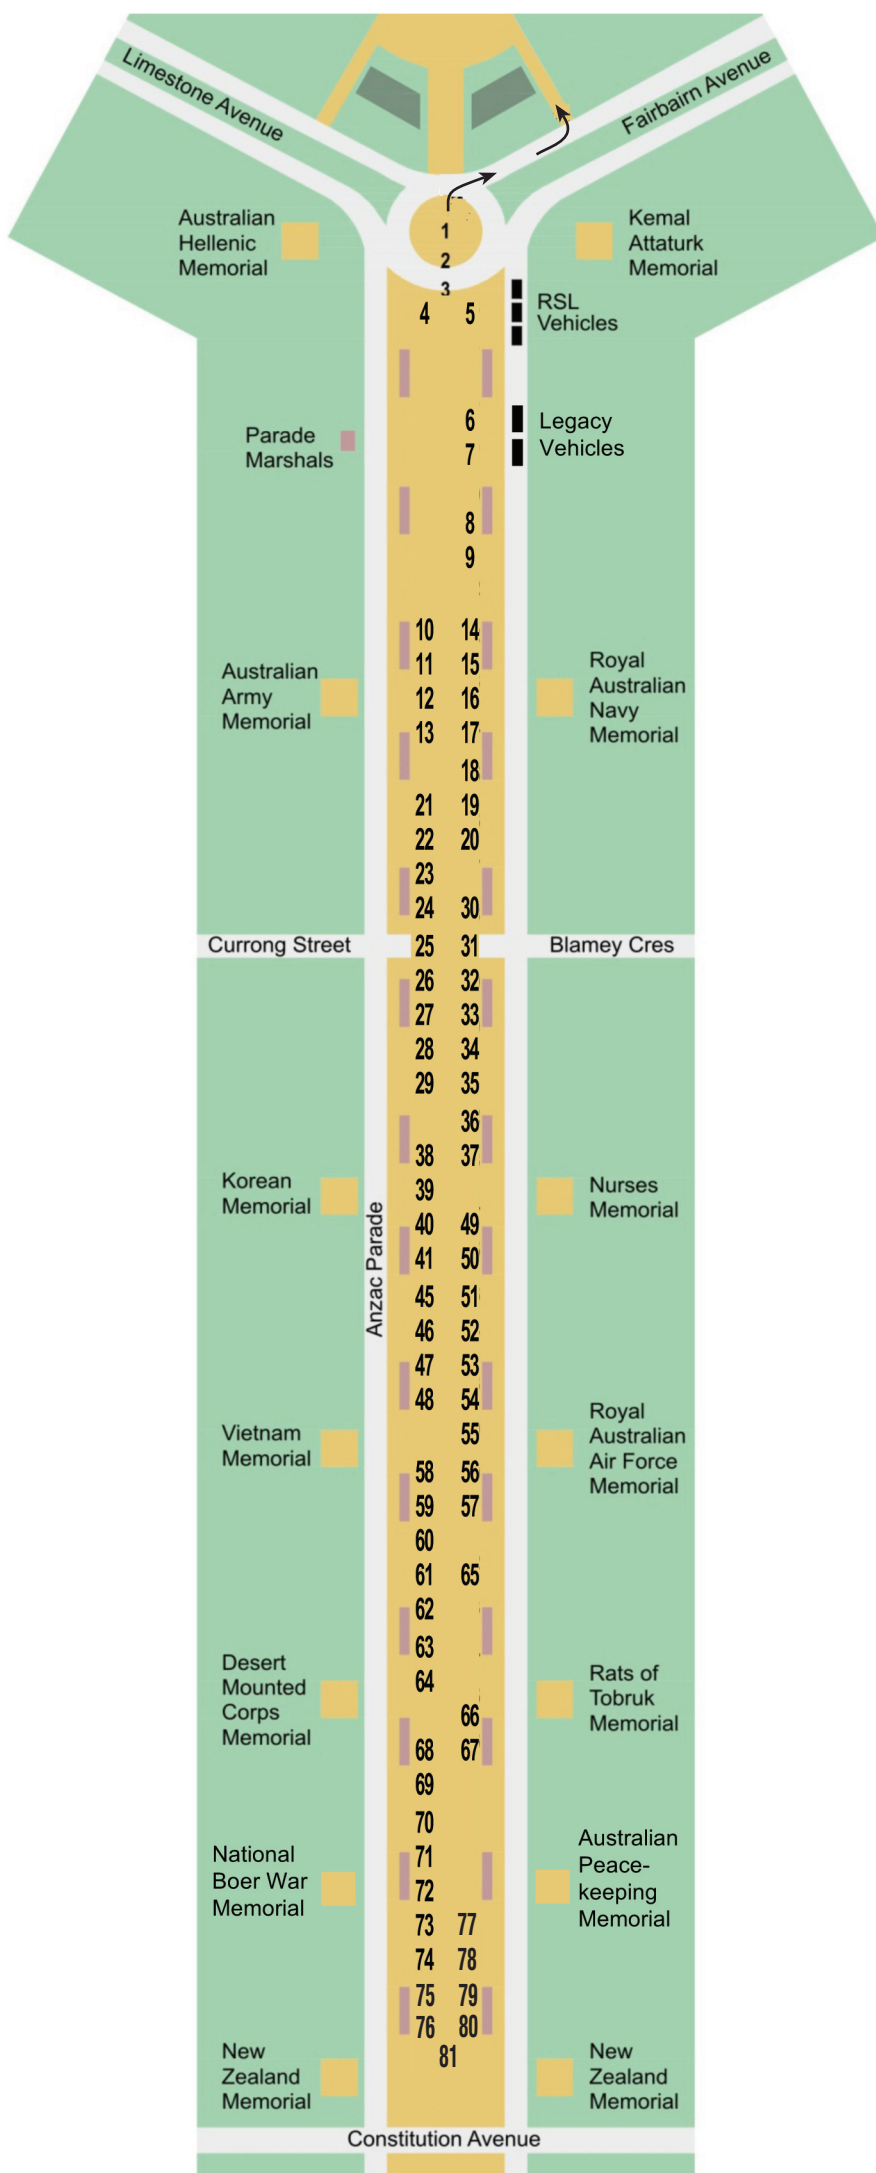 Limestone Avenue
Fairbairn Avenue
Australian
Hellenic
Memorial
Kemal
Attaturk
Memorial
1
2
3
4 5
RSL
Vehicles
6
7
Legacy
Vehicles
Parade
Marshals
8
9
10 14
11 15
12 16
13 17
18
Australian
Army
Memorial
Royal
Australian
Navy
Memorial
21 19
22 20
23
24 30
Currong Street
25 31
Blamey Cres
26 32
27 33
28 34
29 35
36
38 37
39
Korean
Memorial
Nurses
Memorial
Anzac Parade
40 49
41 50
45 51
46 52
47 53
48 54
55
Vietnam
Memorial
Royal
Australian
Air Force
Memorial
58 56
59 57
60
61 65
62
63
64
66
Desert
Mounted
Corps
Memorial
Rats of
Tobruk
Memorial
68 67
69
70
71
72
National
Boer War
Memorial
Australian
Peace-
keeping
Memorial
73 77
74 78
75 79
76 80
81
New
Zealand
Memorial
New
Zealand
Memorial
Constitution Avenue